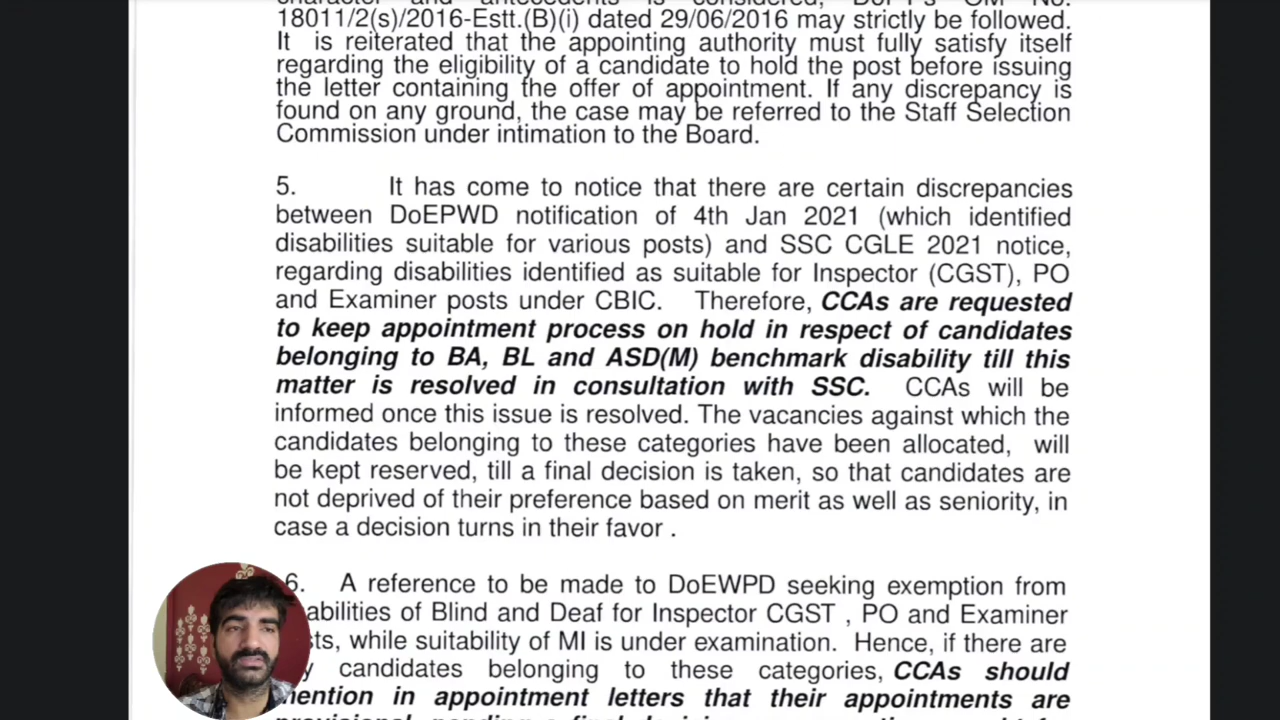 character and antecedents is considered, DoPT's OM No.
18011/2(s)/2016-Estt.(B)(i) dated 29/06/2016 may strictly be followed.
It is reiterated that the appointing authority must fully satisfy itself
regarding the eligibility of a candidate to hold the post before issuing
the letter containing the offer of appointment. If any discrepancy is
found on any ground, the case may be referred to the Staff Selection
Commission under intimation to the Board.
5. It has come to notice that there are certain discrepancies
between DoEPWD notification of 4th Jan 2021 (which identified
disabilities suitable for various posts) and SSC CGLE 2021 notice,
regarding disabilities identified as suitable for Inspector (CGST), PO
and Examiner posts under CBIC. Therefore, CCAs are requested
to keep appointment process on hold in respect of candidates
belonging to BA, BL and ASD(M) benchmark disability till this
matter is resolved in consultation with SSC. CCAs will be
informed once this issue is resolved. The vacancies against which the
candidates belonging to these categories have been allocated, will
be kept reserved, till a final decision is taken, so that candidates are
not deprived of their preference based on merit as well as seniority, in
case a decision turns in their favor .
6. A reference to be made to DoEWPD seeking exemption from
abilities of Blind and Deaf for Inspector CGST , PO and Examiner
sts, while suitability of MI is under examination. Hence, if there are
candidates belonging to these categories, CCAs should
mention in appointment letters that their appointments are